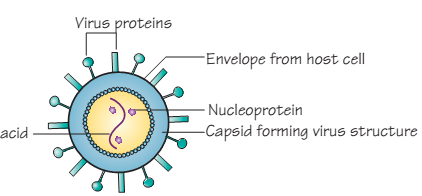 Virus proteins
Envelope from host cell
Nucleoprotein
acid
Capsid forming virus structure